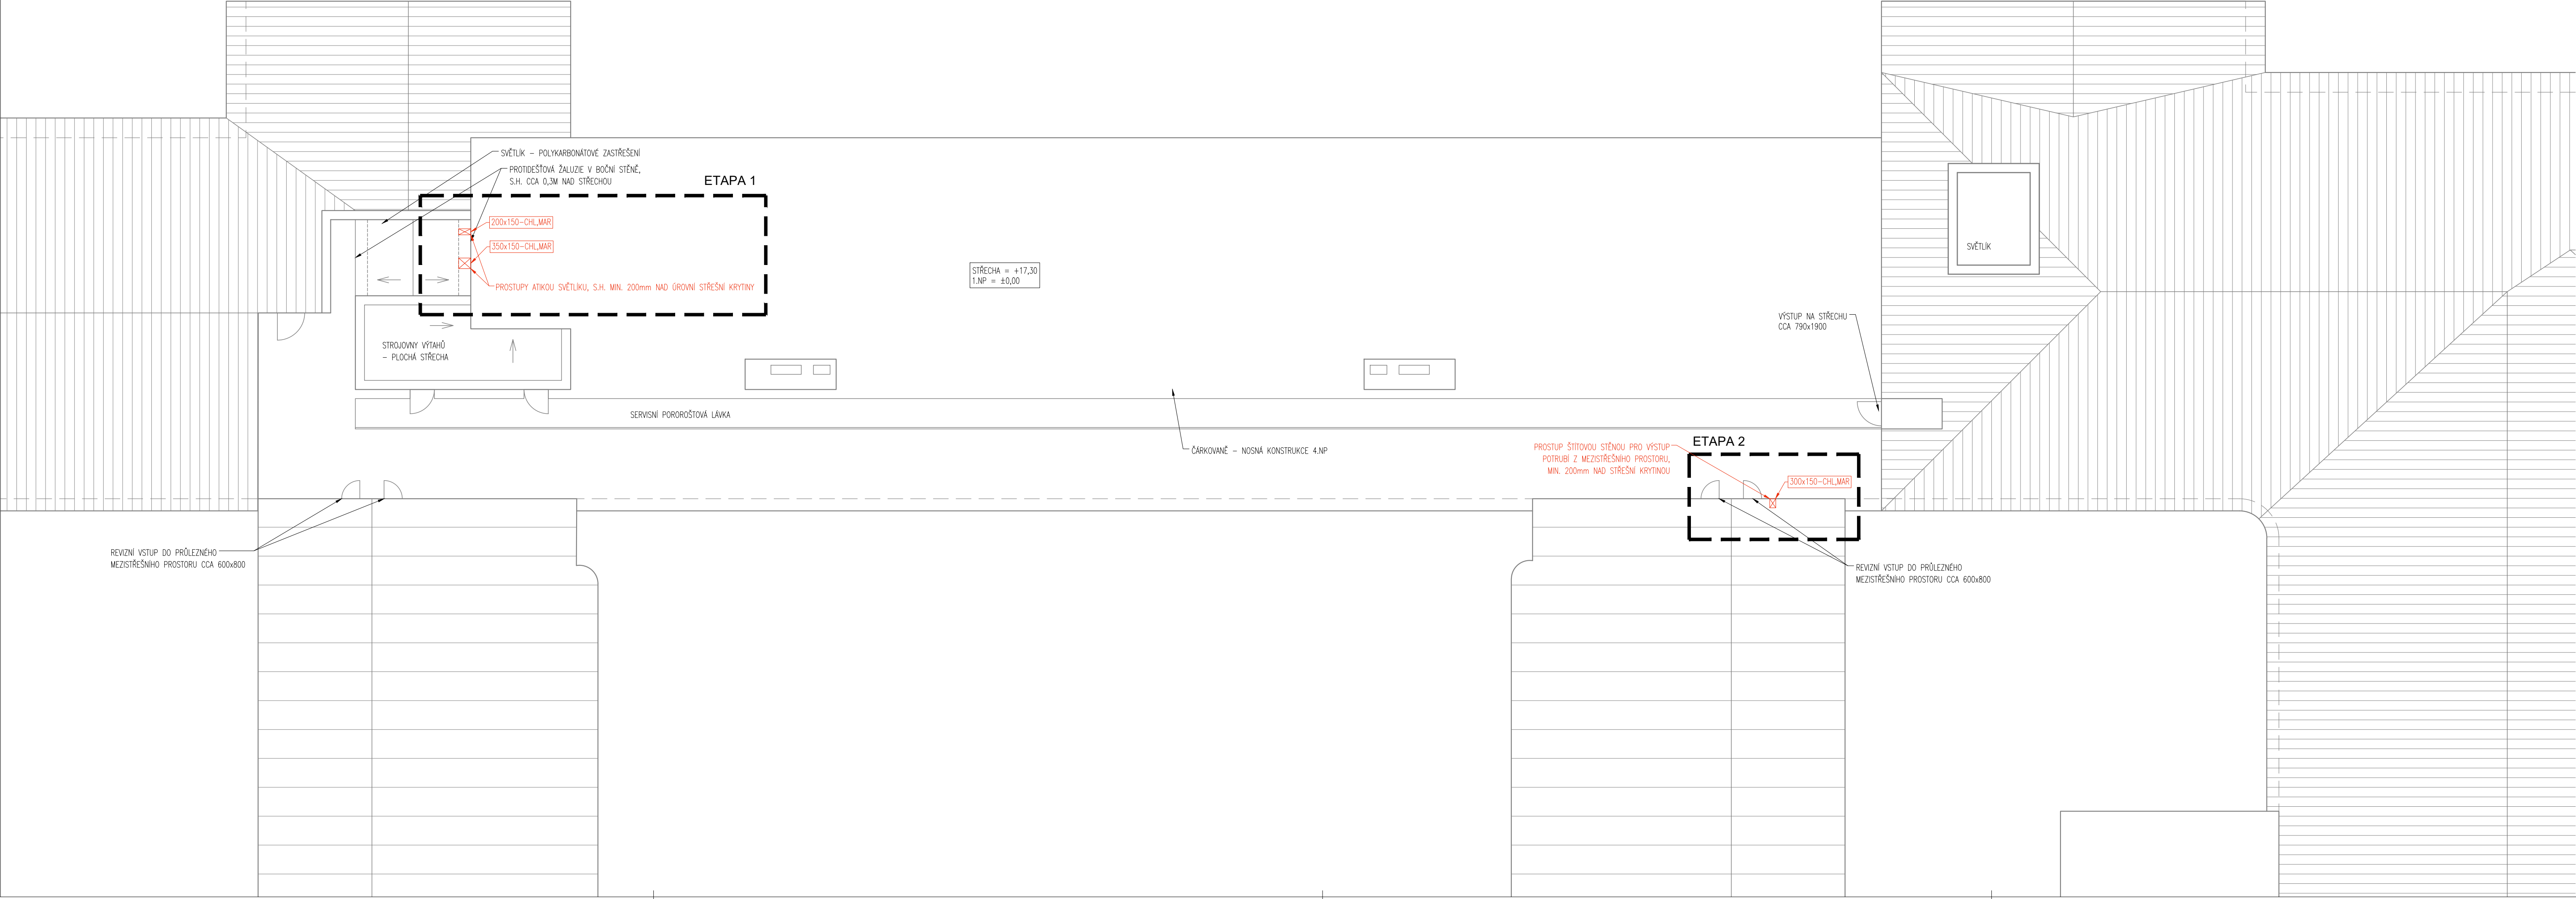 SVĚTLÍK – POLYKARBONÁTOVÉ ZASTŘEŠENÍ
PROTIDEŠŤOVÁ ŽALUZIE V BOČNÍ STĚNĚ,
S.H. CCA 0,3M NAD STŘECHOU
ETAPA 1
200x150-CHL,MAR
350x150-CHL,MAR
PROSTUPY ATIKOU SVĚTLÍKU, S.H. MIN. 200mm NAD ÚROVNÍ STŘEŠNÍ KRYTINY
STŘECHA = +17,30
1.NP = ±0,00
SVĚTLÍK
STROJOVNY VÝTAHŮ
– PLOCHÁ STŘECHA
VÝSTUP NA STŘECHU
CCA 790x1900
SERVISNÍ POROROŠTOVÁ LÁVKA
ČÁRKOVANĚ – NOSNÁ KONSTRUKCE 4.NP
PROSTUP ŠTÍTOVOU STĚNOU PRO VÝSTUP
POTRUBÍ Z MEZISTŘEŠNÍHO PROSTORU,
MIN. 200mm NAD STŘEŠNÍ KRYTINOU
ETAPA 2
300x150-CHL,MAR
REVIZNÍ VSTUP DO PRŮLEZNÉHO
MEZISTŘEŠNÍHO PROSTORU CCA 600x800
REVIZNÍ VSTUP DO PRŮLEZNÉHO
MEZISTŘEŠNÍHO PROSTORU CCA 600x800